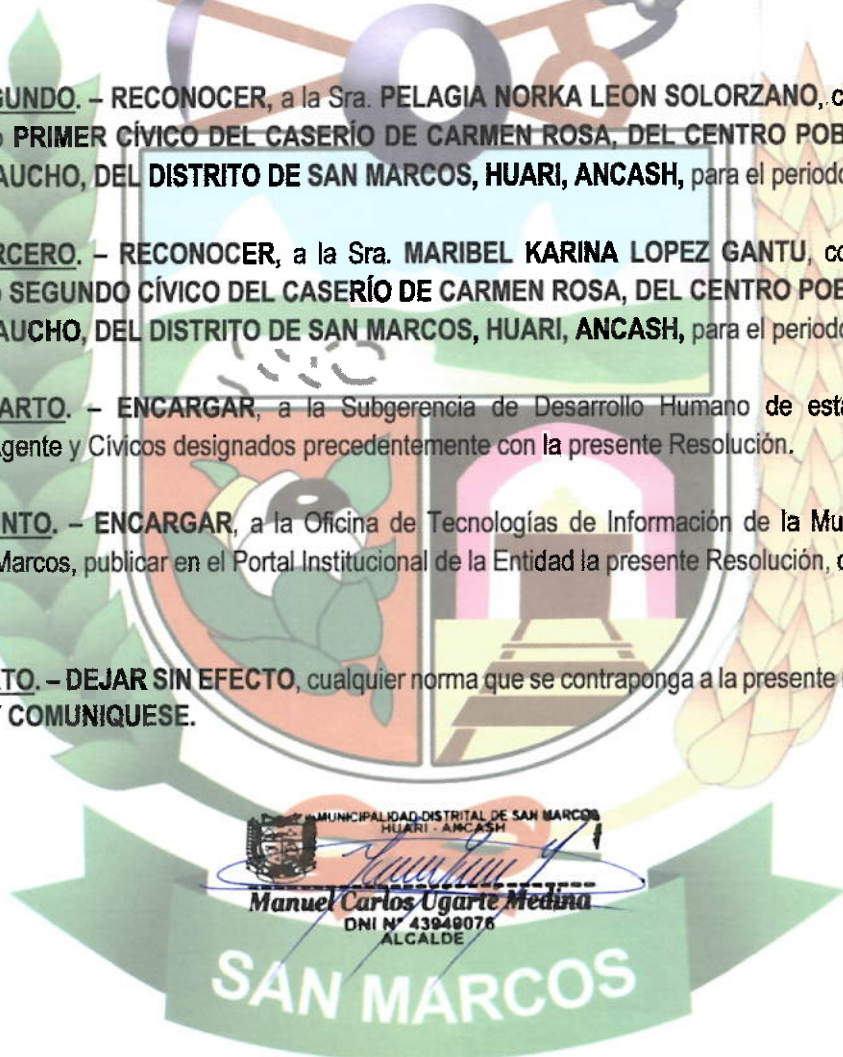 GUNDO. – RECONOCER, a la Sra. PELAGIA NORKA LEON SOLORZANO, c
PRIMER CÍVICO DEL CASERÍO DE CARMEN ROSA, DEL CENTRO POB
AUCHO, DEL DISTRITO DE SAN MARCOS, HUARI, ANCASH, para el periodo
RCERO. – RECONOCER, a la Sra. MARIBEL KARINA LOPEZ GANTU, co
SEGUNDO CÍVICO DEL CASERÍO DE CARMEN ROSA, DEL CENTRO POB
AUCHO, DEL DISTRITO DE SAN MARCOS, HUARI, ANCASH, para el periodo
ARTO. – ENCARGAR, a la Subgerencia de Desarrollo Humano de esta
Agente y Cívicos designados precedentemente con la presente Resolución.
NTO. – ENCARGAR, a la Oficina de Tecnologías de Información de la Mu
Marcos, publicar en el Portal Institucional de la Entidad la presente Resolución, c
TO. – DEJAR SIN EFECTO, cualquier norma que se contraponga a la presente
Y COMUNIQUESE.
MUNICIPALIDAD DISTRITAL DE SAN MARCOS
HUARI - ANCASH
Manuel Carlos Ugarte Medina
DNI N° 43949076
ALCALDE
SAN MARCOS